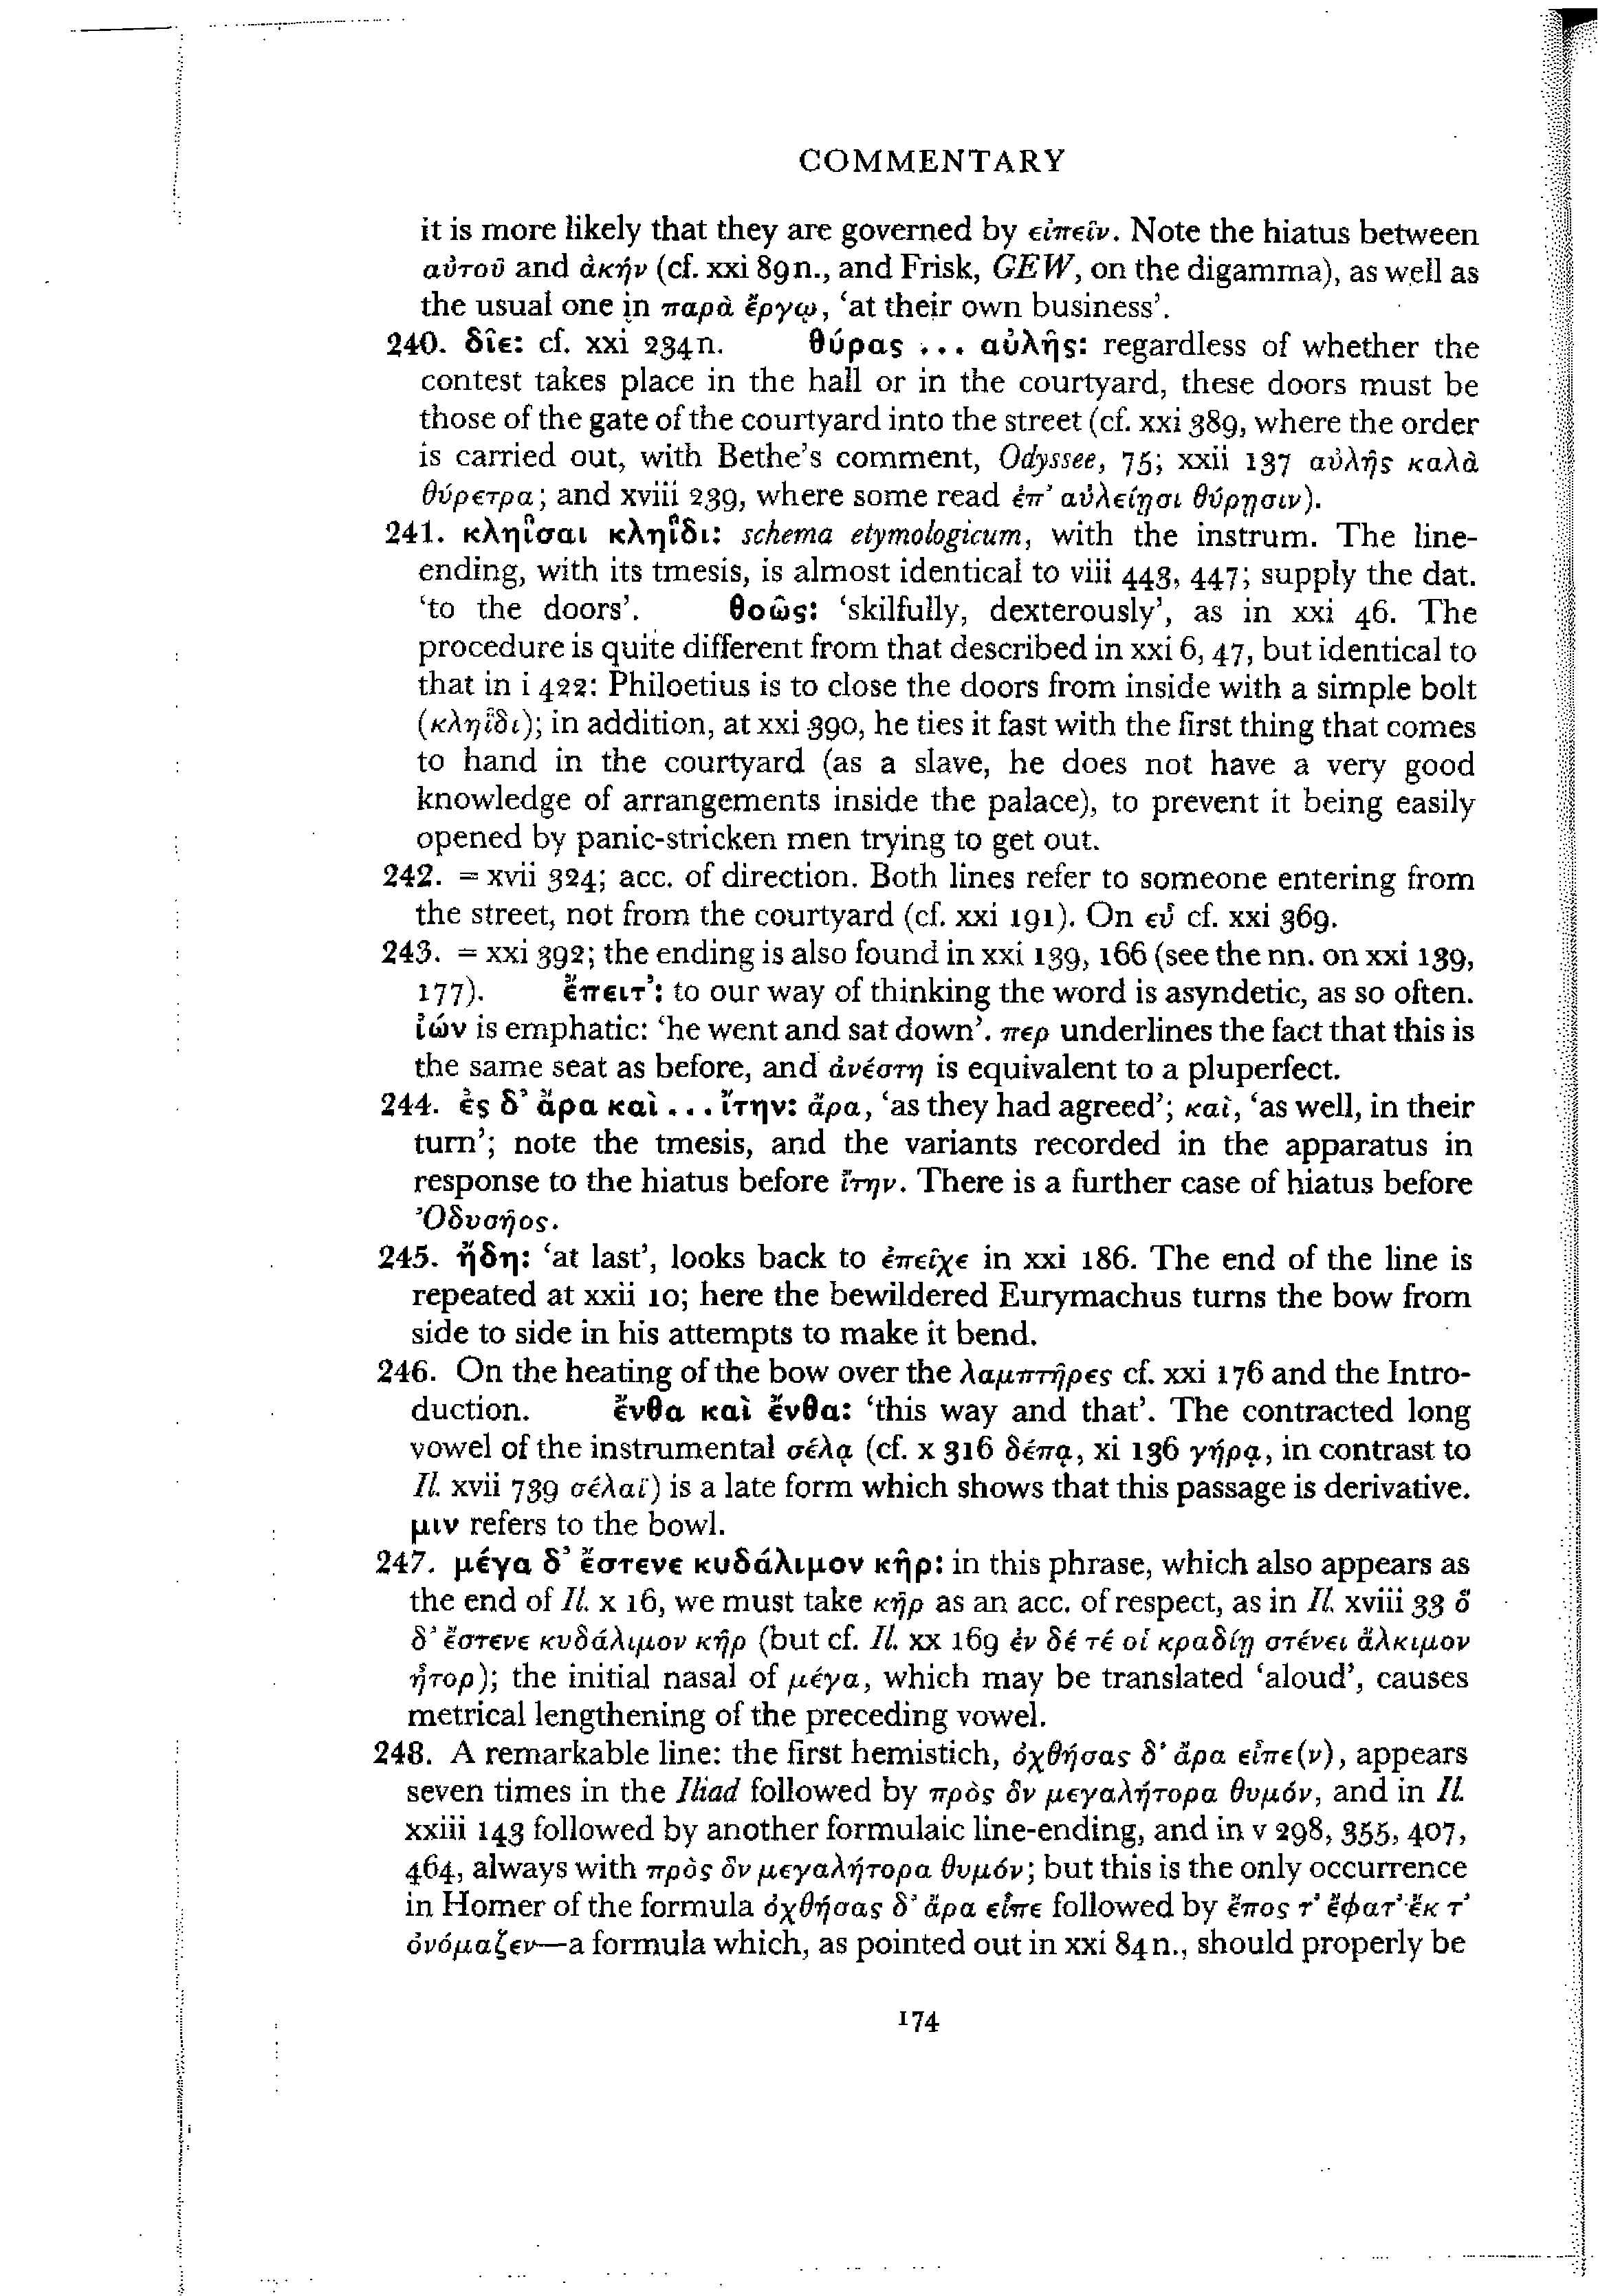 COMMENTARY
it is more likely that they are governed by εἰπεῖν. Note the hiatus between
αὐτοῦ and ἀκήν (cf. xxi 89n., and Frisk, GEW, on the digamma), as well as
the usual one in παρὰ ἔργῳ, ‘at their own business’.
240. δῖε: cf. xxi 234n. θύρας ... αὐλῆς: regardless of whether the
contest takes place in the hall or in the courtyard, these doors must be
those of the gate of the courtyard into the street (cf. xxi 389, where the order
is carried out, with Bethe’s comment, Odyssee, 75; xxii 137 αὐλῆς καλὰ
θύρετρα; and xviii 239, where some read ἐπ’ αὐλείῃσι θύρῃσιν).
241. κληῗσαι κληῗδι: schema etymologicum, with the instrum. The line-
ending, with its tmesis, is almost identical to viii 443, 447; supply the dat.
‘to the doors’. θοῶς: ‘skilfully, dexterously’, as in xxi 46. The
procedure is quite different from that described in xxi 6, 47, but identical to
that in i 422: Philoetius is to close the doors from inside with a simple bolt
(κληῗδι); in addition, at xxi 390, he ties it fast with the first thing that comes
to hand in the courtyard (as a slave, he does not have a very good
knowledge of arrangements inside the palace), to prevent it being easily
opened by panic-stricken men trying to get out.
242. = xvii 324; acc. of direction. Both lines refer to someone entering from
the street, not from the courtyard (cf. xxi 191). On εὖ cf. xxi 369.
243. = xxi 392; the ending is also found in xxi 139, 166 (see the nn. on xxi 139,
177). ἔπειτ’: to our way of thinking the word is asyndetic, as so often.
ἰών is emphatic: ‘he went and sat down’. περ underlines the fact that this is
the same seat as before, and ἀνέστη is equivalent to a pluperfect.
244. ἐς δ’ ἄρα καὶ ... ἴτην: ἄρα, ‘as they had agreed’; καὶ, ‘as well, in their
turn’; note the tmesis, and the variants recorded in the apparatus in
response to the hiatus before ἴτην. There is a further case of hiatus before
Ὀδυσῆος.
245. ἤδη: ‘at last’, looks back to ἐπεῖχε in xxi 186. The end of the line is
repeated at xxii 10; here the bewildered Eurymachus turns the bow from
side to side in his attempts to make it bend.
246. On the heating of the bow over the λαμπτῆρες cf. xxi 176 and the Intro-
duction. ἔνθα καὶ ἔνθα: ‘this way and that’. The contracted long
vowel of the instrumental σέλᾳ (cf. x 316 δέπᾳ, xi 136 γήρᾳ, in contrast to
Il. xvii 739 σέλαϊ) is a late form which shows that this passage is derivative.
μιν refers to the bowl.
247. μέγα δ’ ἔστενε κυδάλιμον κῆρ: in this phrase, which also appears as
the end of Il. x 16, we must take κῆρ as an acc. of respect, as in Il. xviii 33 ὅ
δ’ ἔστενε κυδάλιμον κῆρ (but cf. Il. xx 169 ἐν δέ τέ οἱ κραδίῃ στένει ἄλκιμον
ἦτορ); the initial nasal of μέγα, which may be translated ‘aloud’, causes
metrical lengthening of the preceding vowel.
248. A remarkable line: the first hemistich, ὀχθήσας δ’ ἄρα εἶπε(ν), appears
seven times in the Iliad followed by πρὸς ὃν μεγαλήτορα θυμόν, and in Il.
xxiii 143 followed by another formulaic line-ending, and in v 298, 355, 407,
464, always with πρὸς ὃν μεγαλήτορα θυμόν; but this is the only occurrence
in Homer of the formula ὀχθήσας δ’ ἄρα εἶπε followed by ἔπος τ’ ἔφατ’ ἔκ τ’
ὀνόμαζεν—a formula which, as pointed out in xxi 84n., should properly be
174